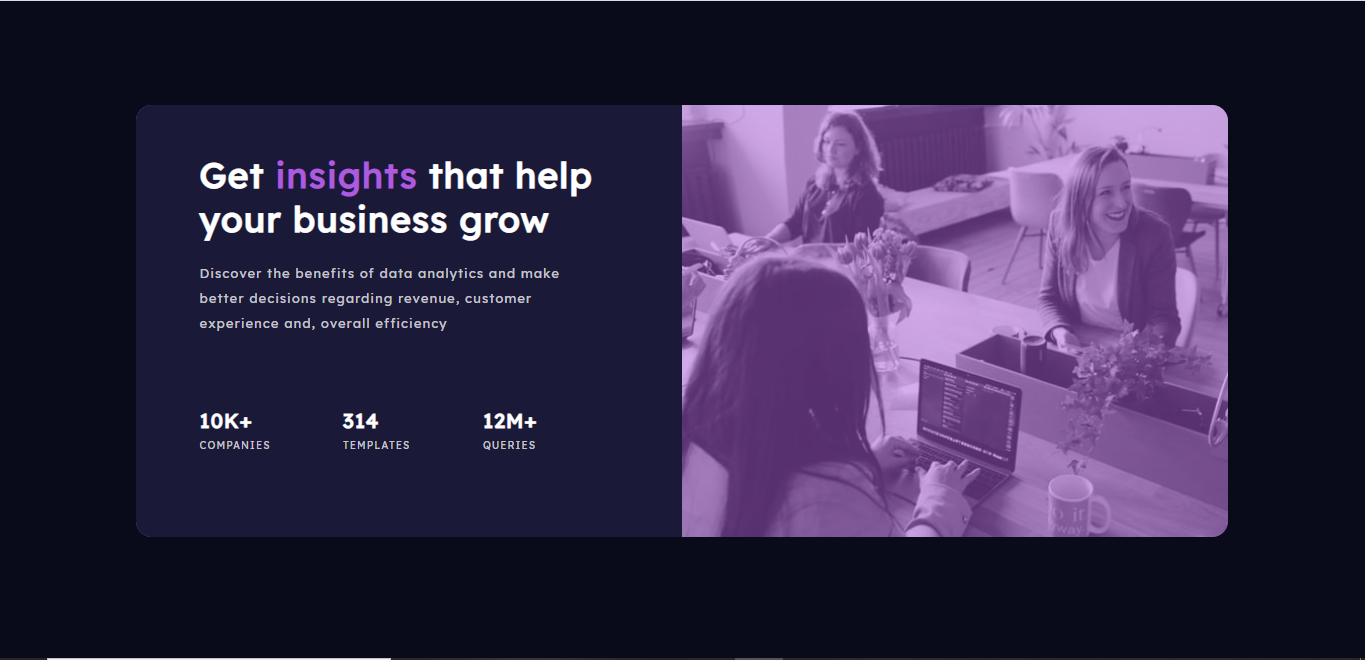 Get insights that help
your business grow
Discover the benefits of data analytics and make
better decisions regarding revenue, customer
experience and, overall efficiency
10K+ 314 12M+
COMPANIES TEMPLATES QUERIES